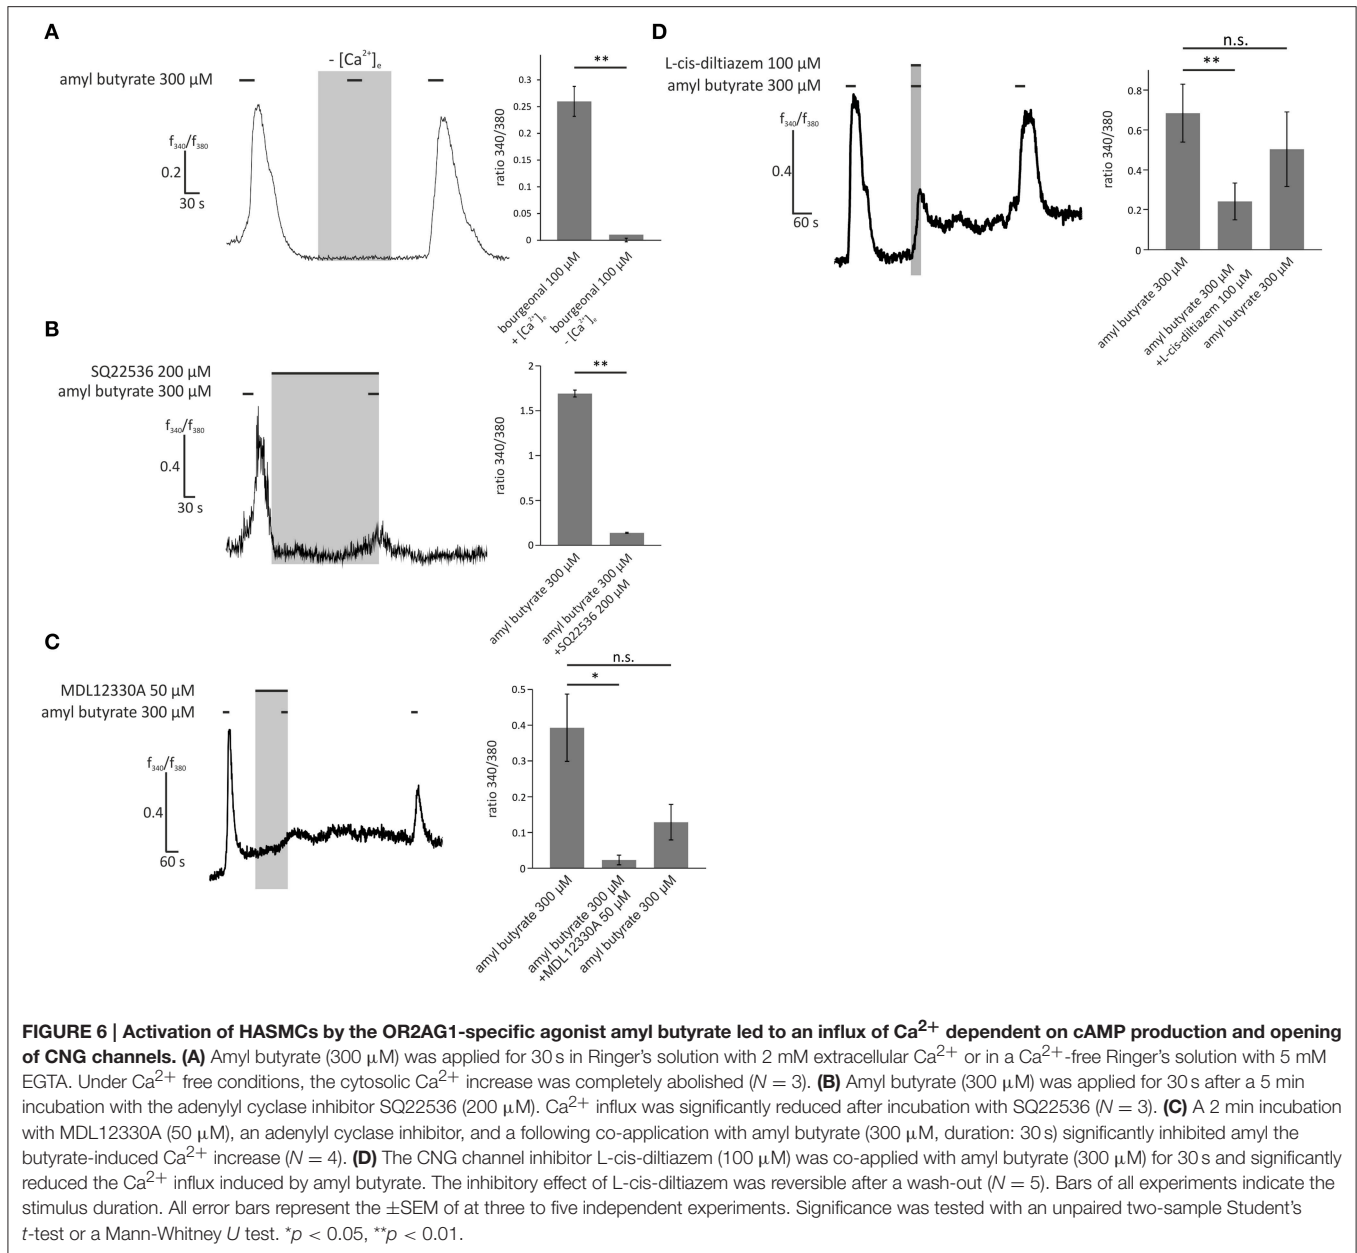 A
- [Ca²⁺]ₑ
amyl butyrate 300 µM
f₃₄₀/f₃₈₀
0.2
30 s
**
ratio 340/380
0.3
0.25
0.2
0.25
0.1
0.05
0
bourgeonal 100 µM
+ [Ca²⁺]ₑ
bourgeonal 100 µM
- [Ca²⁺]ₑ
B
SQ22536 200 µM
amyl butyrate 300 µM
f₃₄₀/f₃₈₀
0.4
30 s
**
ratio 340/380
2
1.5
1
0.5
0
amyl butyrate 300 µM
amyl butyrate 300 µM
+SQ22536 200 µM
C
MDL12330A 50 µM
amyl butyrate 300 µM
f₃₄₀/f₃₈₀
0.4
60 s
n.s.
*
ratio 340/380
0.5
0.4
0.3
0.2
0.1
0
amyl butyrate 300 µM
amyl butyrate 300 µM
+MDL12330A 50 µM
amyl butyrate 300 µM
D
L-cis-diltiazem 100 µM
amyl butyrate 300 µM
f₃₄₀/f₃₈₀
0.4
60 s
n.s.
**
ratio 340/380
0.8
0.6
0.4
0.2
0
amyl butyrate 300 µM
amyl butyrate 300 µM
+L-cis-diltiazem 100 µM
amyl butyrate 300 µM
FIGURE 6 | Activation of HASMCs by the OR2AG1-specific agonist amyl butyrate led to an influx of Ca²⁺ dependent on cAMP production and opening
of CNG channels. (A) Amyl butyrate (300 µM) was applied for 30 s in Ringer's solution with 2 mM extracellular Ca²⁺ or in a Ca²⁺-free Ringer's solution with 5 mM
EGTA. Under Ca²⁺ free conditions, the cytosolic Ca²⁺ increase was completely abolished (N = 3). (B) Amyl butyrate (300 µM) was applied for 30 s after a 5 min
incubation with the adenylyl cyclase inhibitor SQ22536 (200 µM). Ca²⁺ influx was significantly reduced after incubation with SQ22536 (N = 3). (C) A 2 min incubation
with MDL12330A (50 µM), an adenylyl cyclase inhibitor, and a following co-application with amyl butyrate (300 µM, duration: 30 s) significantly inhibited amyl the
butyrate-induced Ca²⁺ increase (N = 4). (D) The CNG channel inhibitor L-cis-diltiazem (100 µM) was co-applied with amyl butyrate (300 µM) for 30 s and significantly
reduced the Ca²⁺ influx induced by amyl butyrate. The inhibitory effect of L-cis-diltiazem was reversible after a wash-out (N = 5). Bars of all experiments indicate the
stimulus duration. All error bars represent the ±SEM of at three to five independent experiments. Significance was tested with an unpaired two-sample Student's
t-test or a Mann-Whitney U test. *p < 0.05, **p < 0.01.